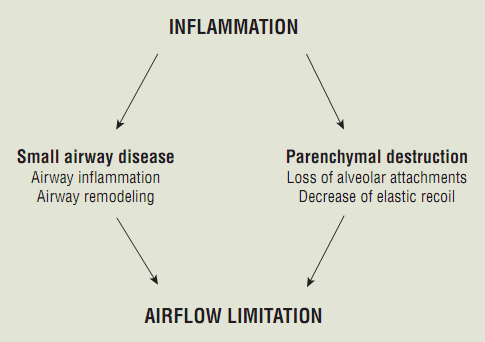 INFLAMMATION
Small airway disease
Airway inflammation
Airway remodeling
Parenchymal destruction
Loss of alveolar attachments
Decrease of elastic recoil
AIRFLOW LIMITATION